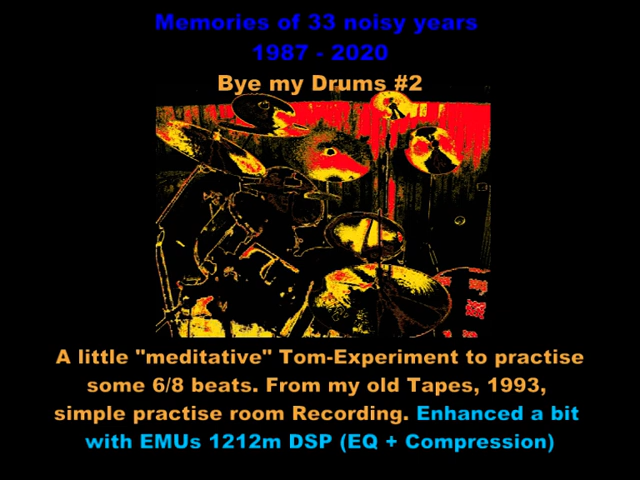 Memories of 33 noisy years
1987 - 2020
Bye my Drums #2
A little "meditative" Tom-Experiment to practise
some 6/8 beats. From my old Tapes, 1993,
simple practise room Recording. Enhanced a bit
with EMUs 1212m DSP (EQ + Compression)